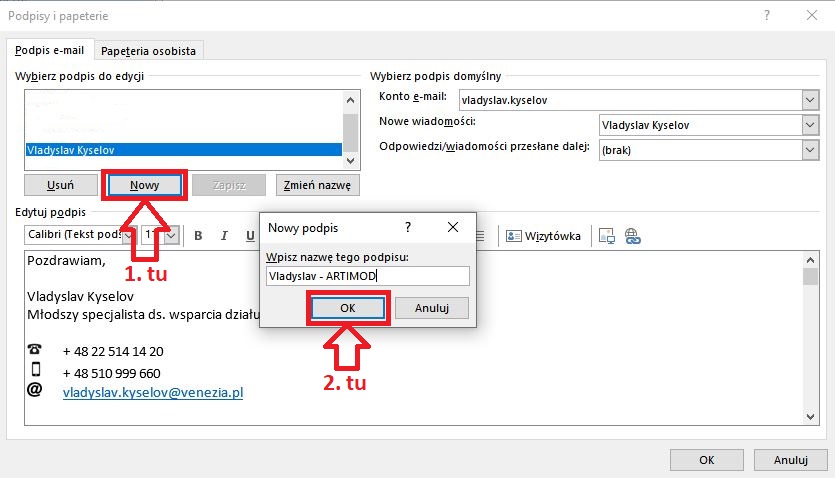 Podpisy i papeterie
Podpis e-mail
Papeteria osobista
Wybierz podpis do edycji
Vladyslav Kyselov
Usuń
Nowy
Zapisz
Zmień nazwę
Wybierz podpis domyślny
Konto e-mail:
vladyslav.kyselov
Nowe wiadomości:
Vladyslav Kyselov
Odpowiedzi/wiadomości przesłane dalej:
(brak)
1. tu
Edytuj podpis
Calibri (Tekst pods
B I U
Wizytówka
Nowy podpis
Wpisz nazwę tego podpisu:
Vladyslav - ARTIMOD
OK
Anuluj
2. tu
Pozdrawiam,
Vladyslav Kyselov
Młodszy specjalista ds. wsparcia działu
+ 48 22 514 14 20
+ 48 510 999 660
@ vladyslav.kyselov@venezia.pl
OK
Anuluj